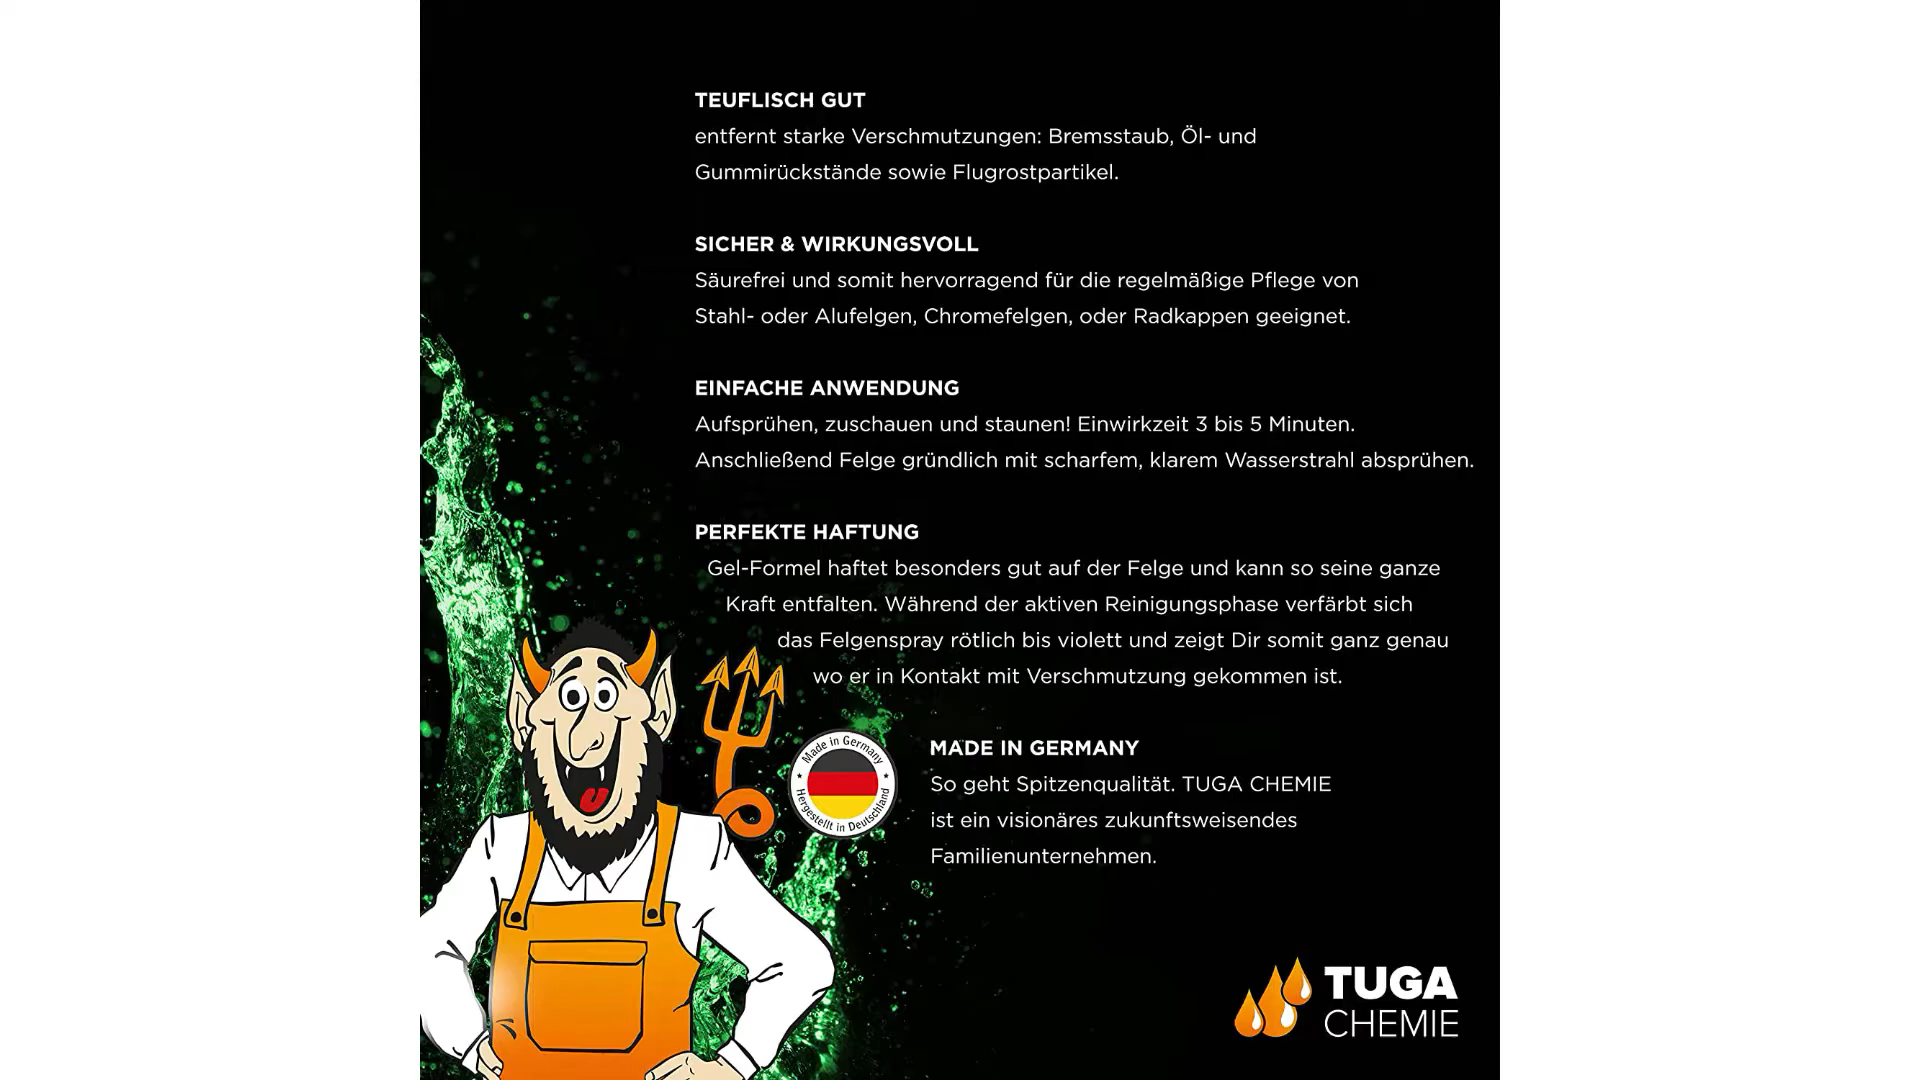 TEUFLISCH GUT
entfernt starke Verschmutzungen: Bremsstaub, Öl- und
Gummirückstände sowie Flugrostpartikel.
SICHER & WIRKUNGSVOLL
Säurefrei und somit hervorragend für die regelmäßige Pflege von
Stahl- oder Alufelgen, Chromefelgen, oder Radkappen geeignet.
EINFACHE ANWENDUNG
Aufsprühen, zuschauen und staunen! Einwirkzeit 3 bis 5 Minuten.
Anschließend Felge gründlich mit scharfem, klarem Wasserstrahl absprühen.
PERFEKTE HAFTUNG
Gel-Formel haftet besonders gut auf der Felge und kann so seine ganze
Kraft entfalten. Während der aktiven Reinigungsphase verfärbt sich
das Felgenspray rötlich bis violett und zeigt Dir somit ganz genau
wo er in Kontakt mit Verschmutzung gekommen ist.
Made in Germany
Hergestellt in Deutschland
MADE IN GERMANY
So geht Spitzenqualität. TUGA CHEMIE
ist ein visionäres zukunftsweisendes
Familienunternehmen.
TUGA
CHEMIE